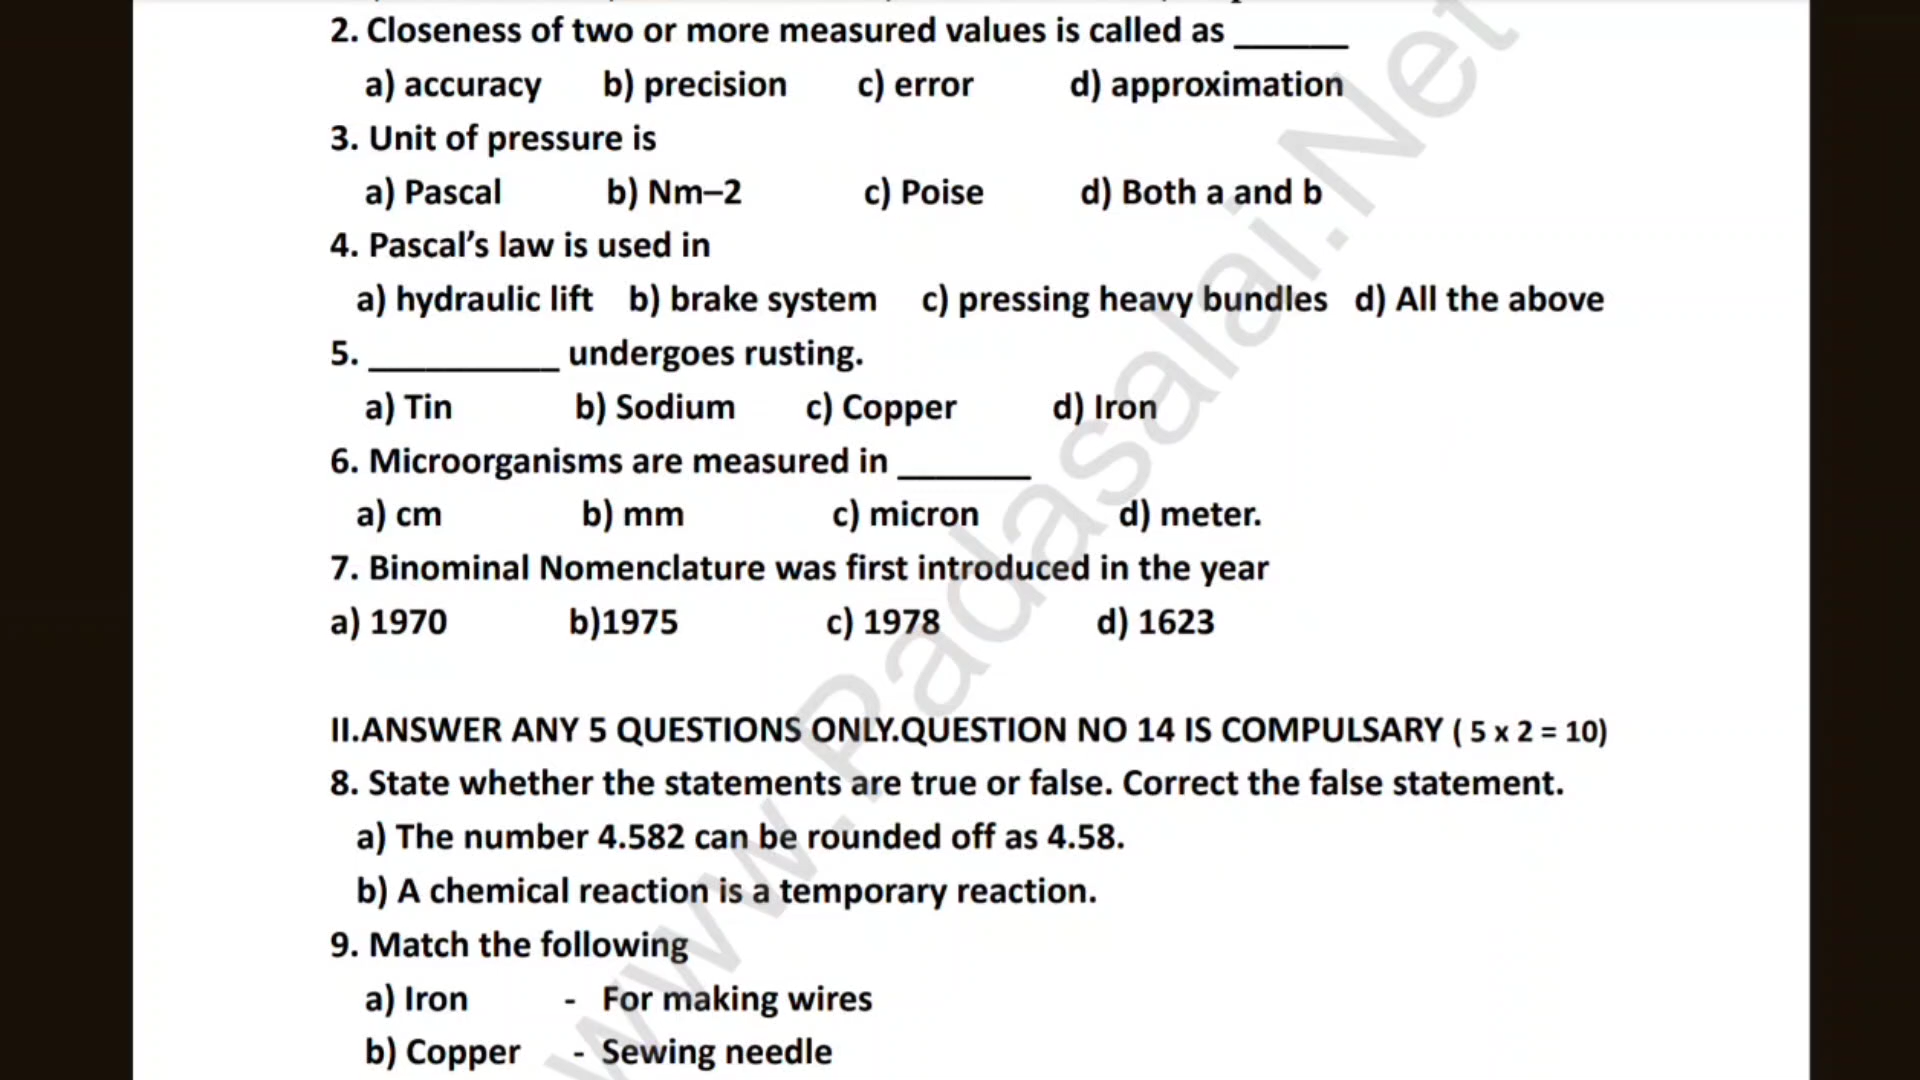 2. Closeness of two or more measured values is called as ______
a) accuracy b) precision c) error d) approximation
3. Unit of pressure is
a) Pascal b) Nm–2 c) Poise d) Both a and b
4. Pascal’s law is used in
a) hydraulic lift b) brake system c) pressing heavy bundles d) All the above
5. __________ undergoes rusting.
a) Tin b) Sodium c) Copper d) Iron
6. Microorganisms are measured in _______
a) cm b) mm c) micron d) meter.
7. Binominal Nomenclature was first introduced in the year
a) 1970 b)1975 c) 1978 d) 1623
II.ANSWER ANY 5 QUESTIONS ONLY.QUESTION NO 14 IS COMPULSARY ( 5 x 2 = 10)
8. State whether the statements are true or false. Correct the false statement.
a) The number 4.582 can be rounded off as 4.58.
b) A chemical reaction is a temporary reaction.
9. Match the following
a) Iron - For making wires
b) Copper - Sewing needle
www.Padasalai.Net